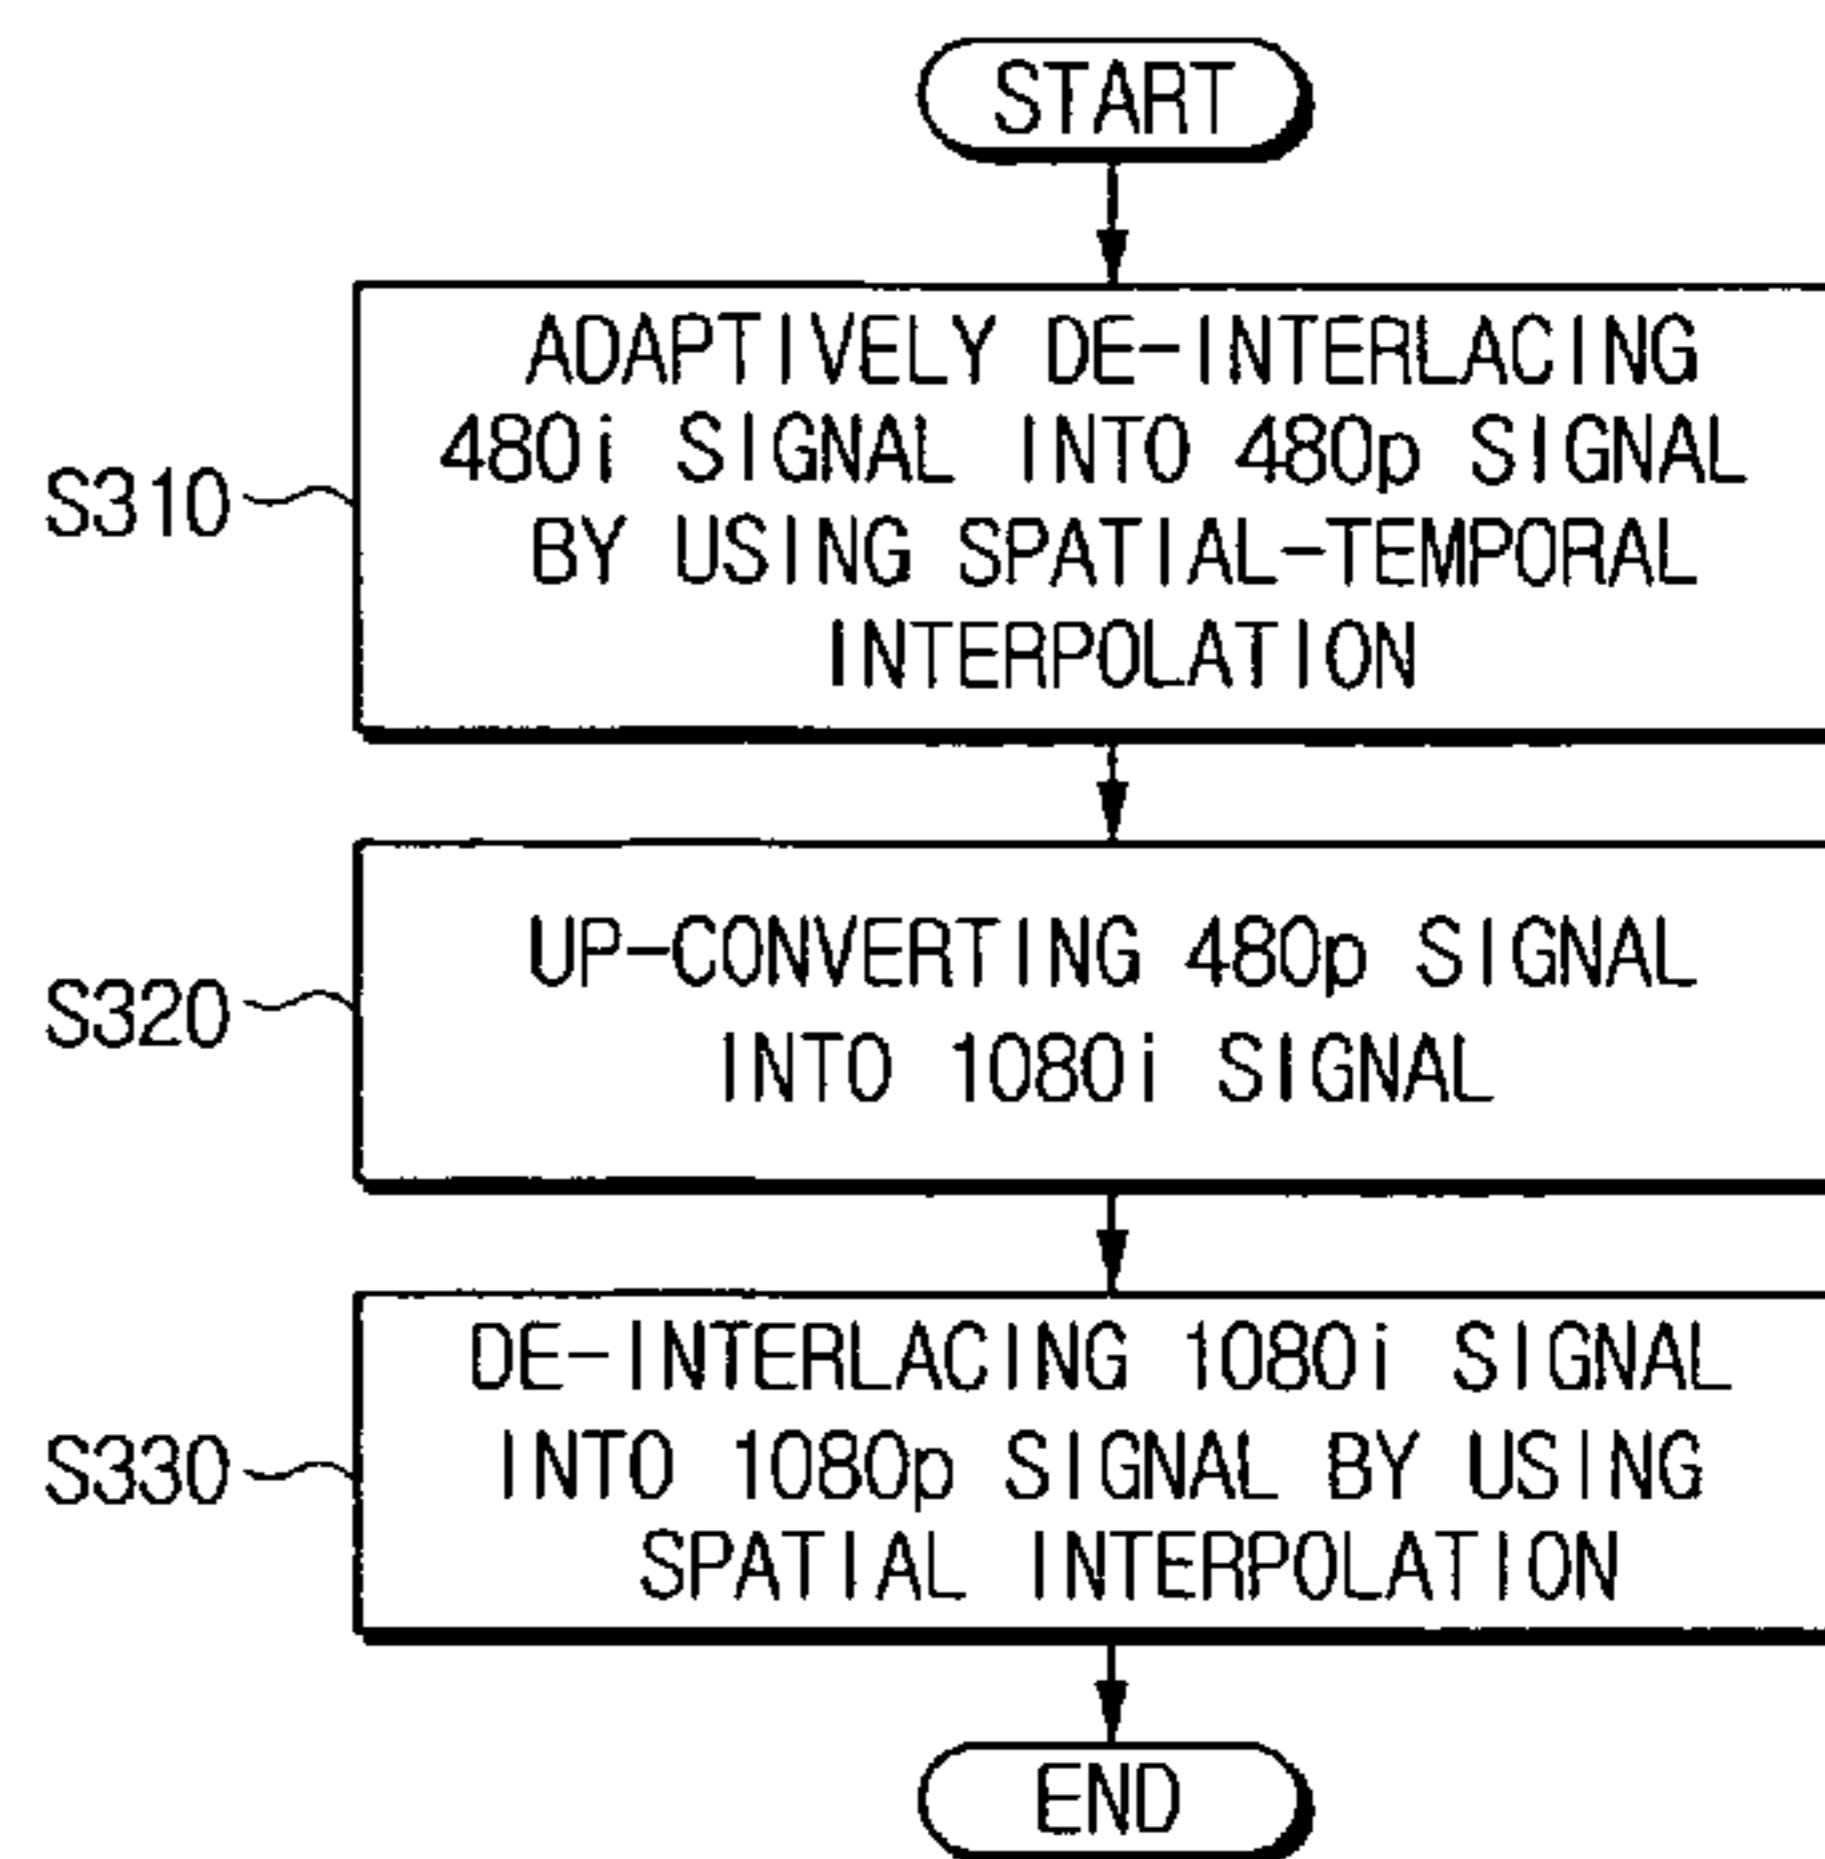 START
ADAPTIVELY DE-INTERLACING
480i SIGNAL INTO 480p SIGNAL
BY USING SPATIAL-TEMPORAL
INTERPOLATION
S310
UP-CONVERTING 480p SIGNAL
INTO 1080i SIGNAL
S320
DE-INTERLACING 1080i SIGNAL
INTO 1080p SIGNAL BY USING
SPATIAL INTERPOLATION
S330
END